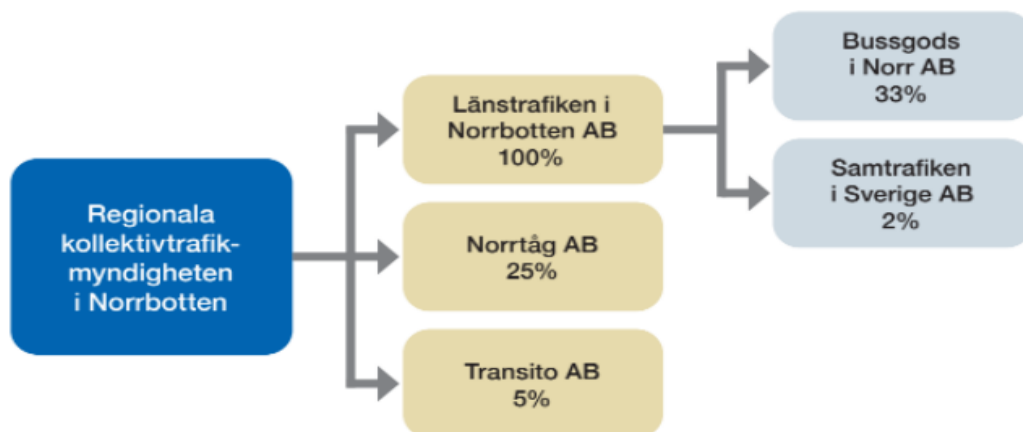 Regionala
kollektivtrafik-
myndigheten
i Norrbotten
Länstrafiken i
Norrbotten AB
100%
Norrtåg AB
25%
Transito AB
5%
Bussgods
i Norr AB
33%
Samtrafiken
i Sverige AB
2%